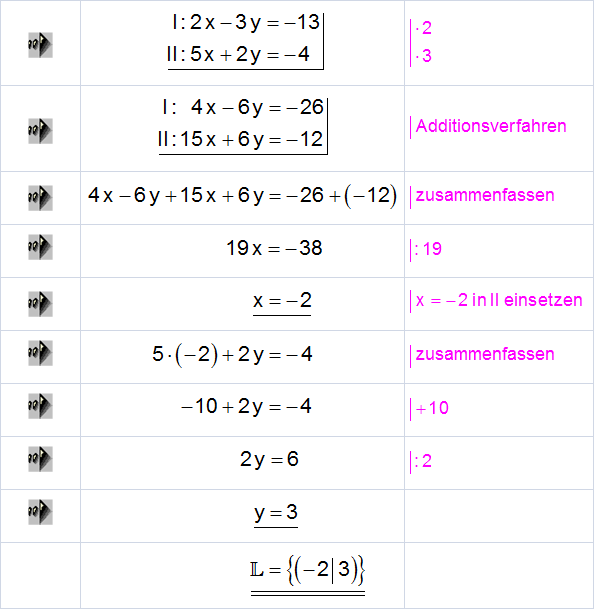 I: 2x − 3y = −13 | ·2
II: 5x + 2y = −4 | ·3
I: 4x − 6y = −26
II: 15x + 6y = −12 | Additionsverfahren
4x − 6y + 15x + 6y = −26 + (−12) | zusammenfassen
19x = −38 | : 19
x = −2 | x = −2 in II einsetzen
5·(−2) + 2y = −4 | zusammenfassen
−10 + 2y = −4 | +10
2y = 6 | : 2
y = 3
𝕃 = {(−2|3)}